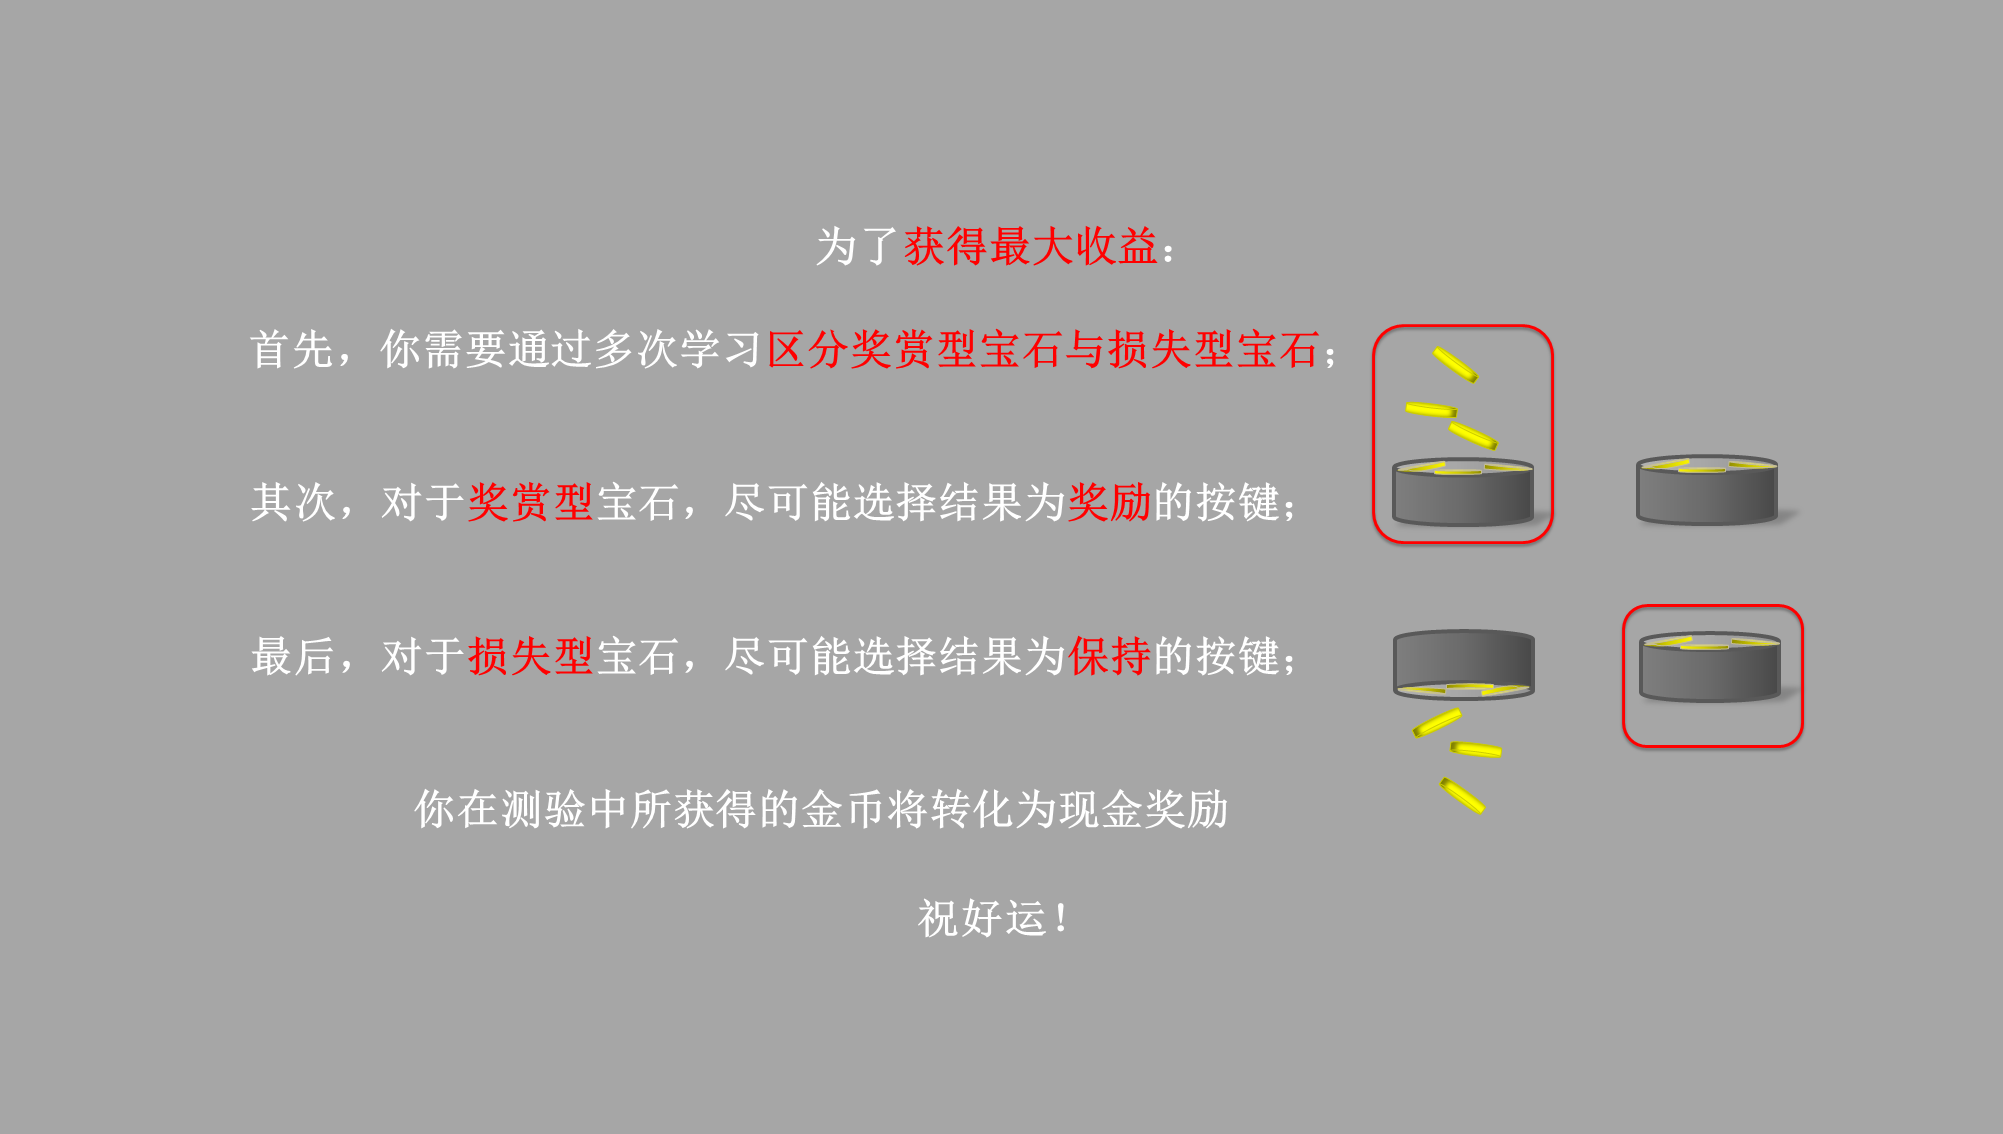 为了获得最大收益：
首先，你需要通过多次学习区分奖赏型宝石与损失型宝石；
其次，对于奖赏型宝石，尽可能选择结果为奖励的按键；
最后，对于损失型宝石，尽可能选择结果为保持的按键；
你在测验中所获得的金币将转化为现金奖励
祝好运！